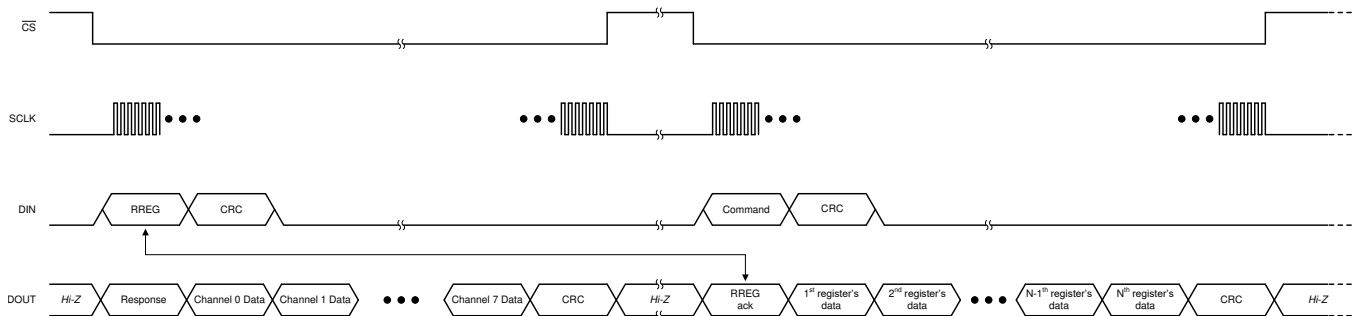 CS
SCLK
DIN
RREG
CRC
Command
CRC
DOUT
Hi-Z
Response
Channel 0 Data
Channel 1 Data
Channel 7 Data
CRC
Hi-Z
RREG
ack
1st register's
data
2nd register's
data
N-1th register's
data
Nth register's
data
CRC
Hi-Z